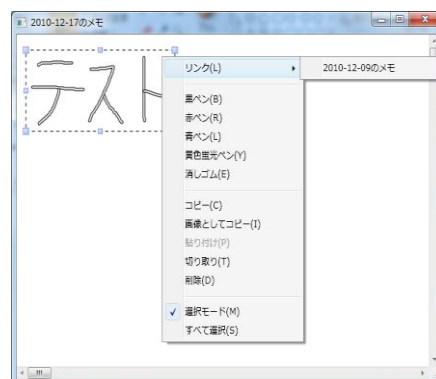 2010-12-17のメモ
テスト
リンク(L)
2010-12-09のメモ
黒ペン(B)
赤ペン(R)
青ペン(L)
黄色蛍光ペン(Y)
消しゴム(E)
コピー(C)
画像としてコピー(I)
貼り付け(P)
切り取り(T)
削除(D)
選択モード(M)
すべて選択(S)